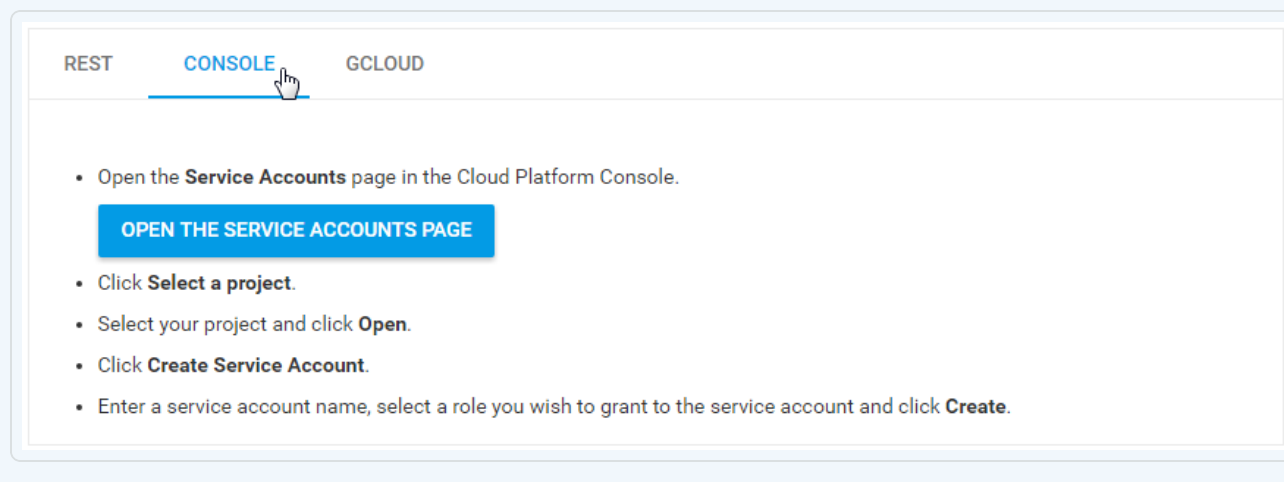 REST CONSOLE GCLOUD
• Open the Service Accounts page in the Cloud Platform Console.
OPEN THE SERVICE ACCOUNTS PAGE
• Click Select a project.
• Select your project and click Open.
• Click Create Service Account.
• Enter a service account name, select a role you wish to grant to the service account and click Create.